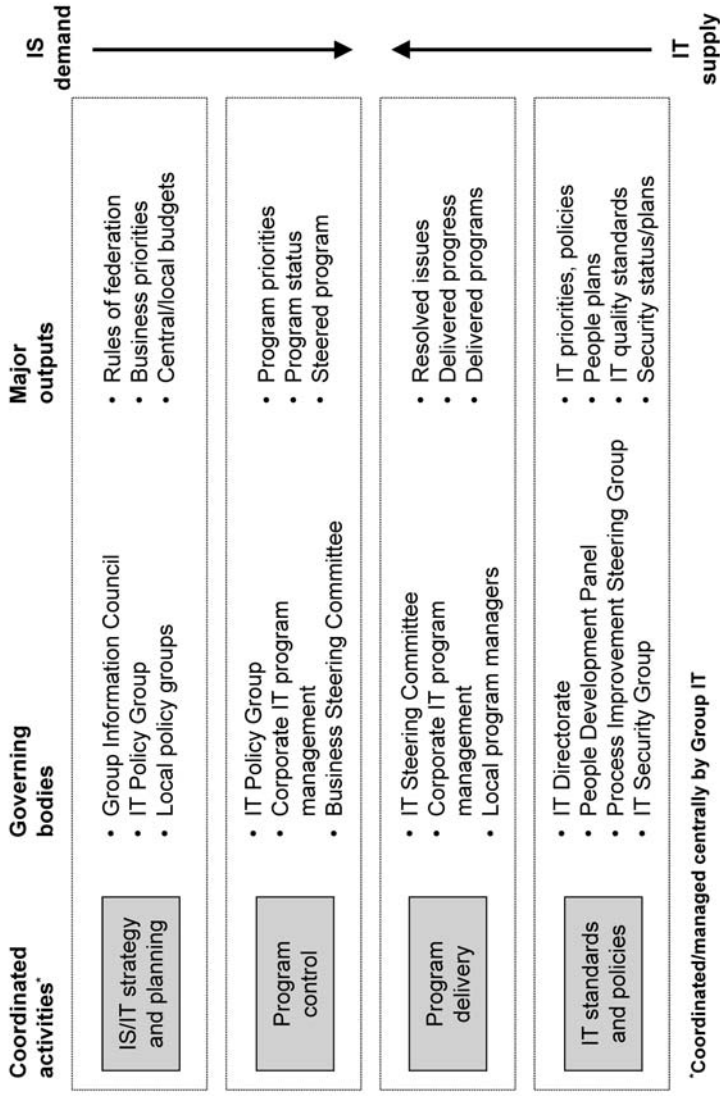 Coordinated
activities*
Governing
bodies
Major
outputs
IS
demand
IS/IT strategy
and planning
• Group Information Council
• IT Policy Group
• Local policy groups
• Rules of federation
• Business priorities
• Central/local budgets
Program
control
• IT Policy Group
• Corporate IT program
management
• Business Steering Committee
• Program priorities
• Program status
• Steered program
Program
delivery
• IT Steering Committee
• Corporate IT program
management
• Local program managers
• Resolved issues
• Delivered progress
• Delivered programs
IT standards
and policies
• IT Directorate
• People Development Panel
• Process Improvement Steering Group
• IT Security Group
• IT priorities, policies
• People plans
• IT quality standards
• Security status/plans
IT
supply
*Coordinated/managed centrally by Group IT